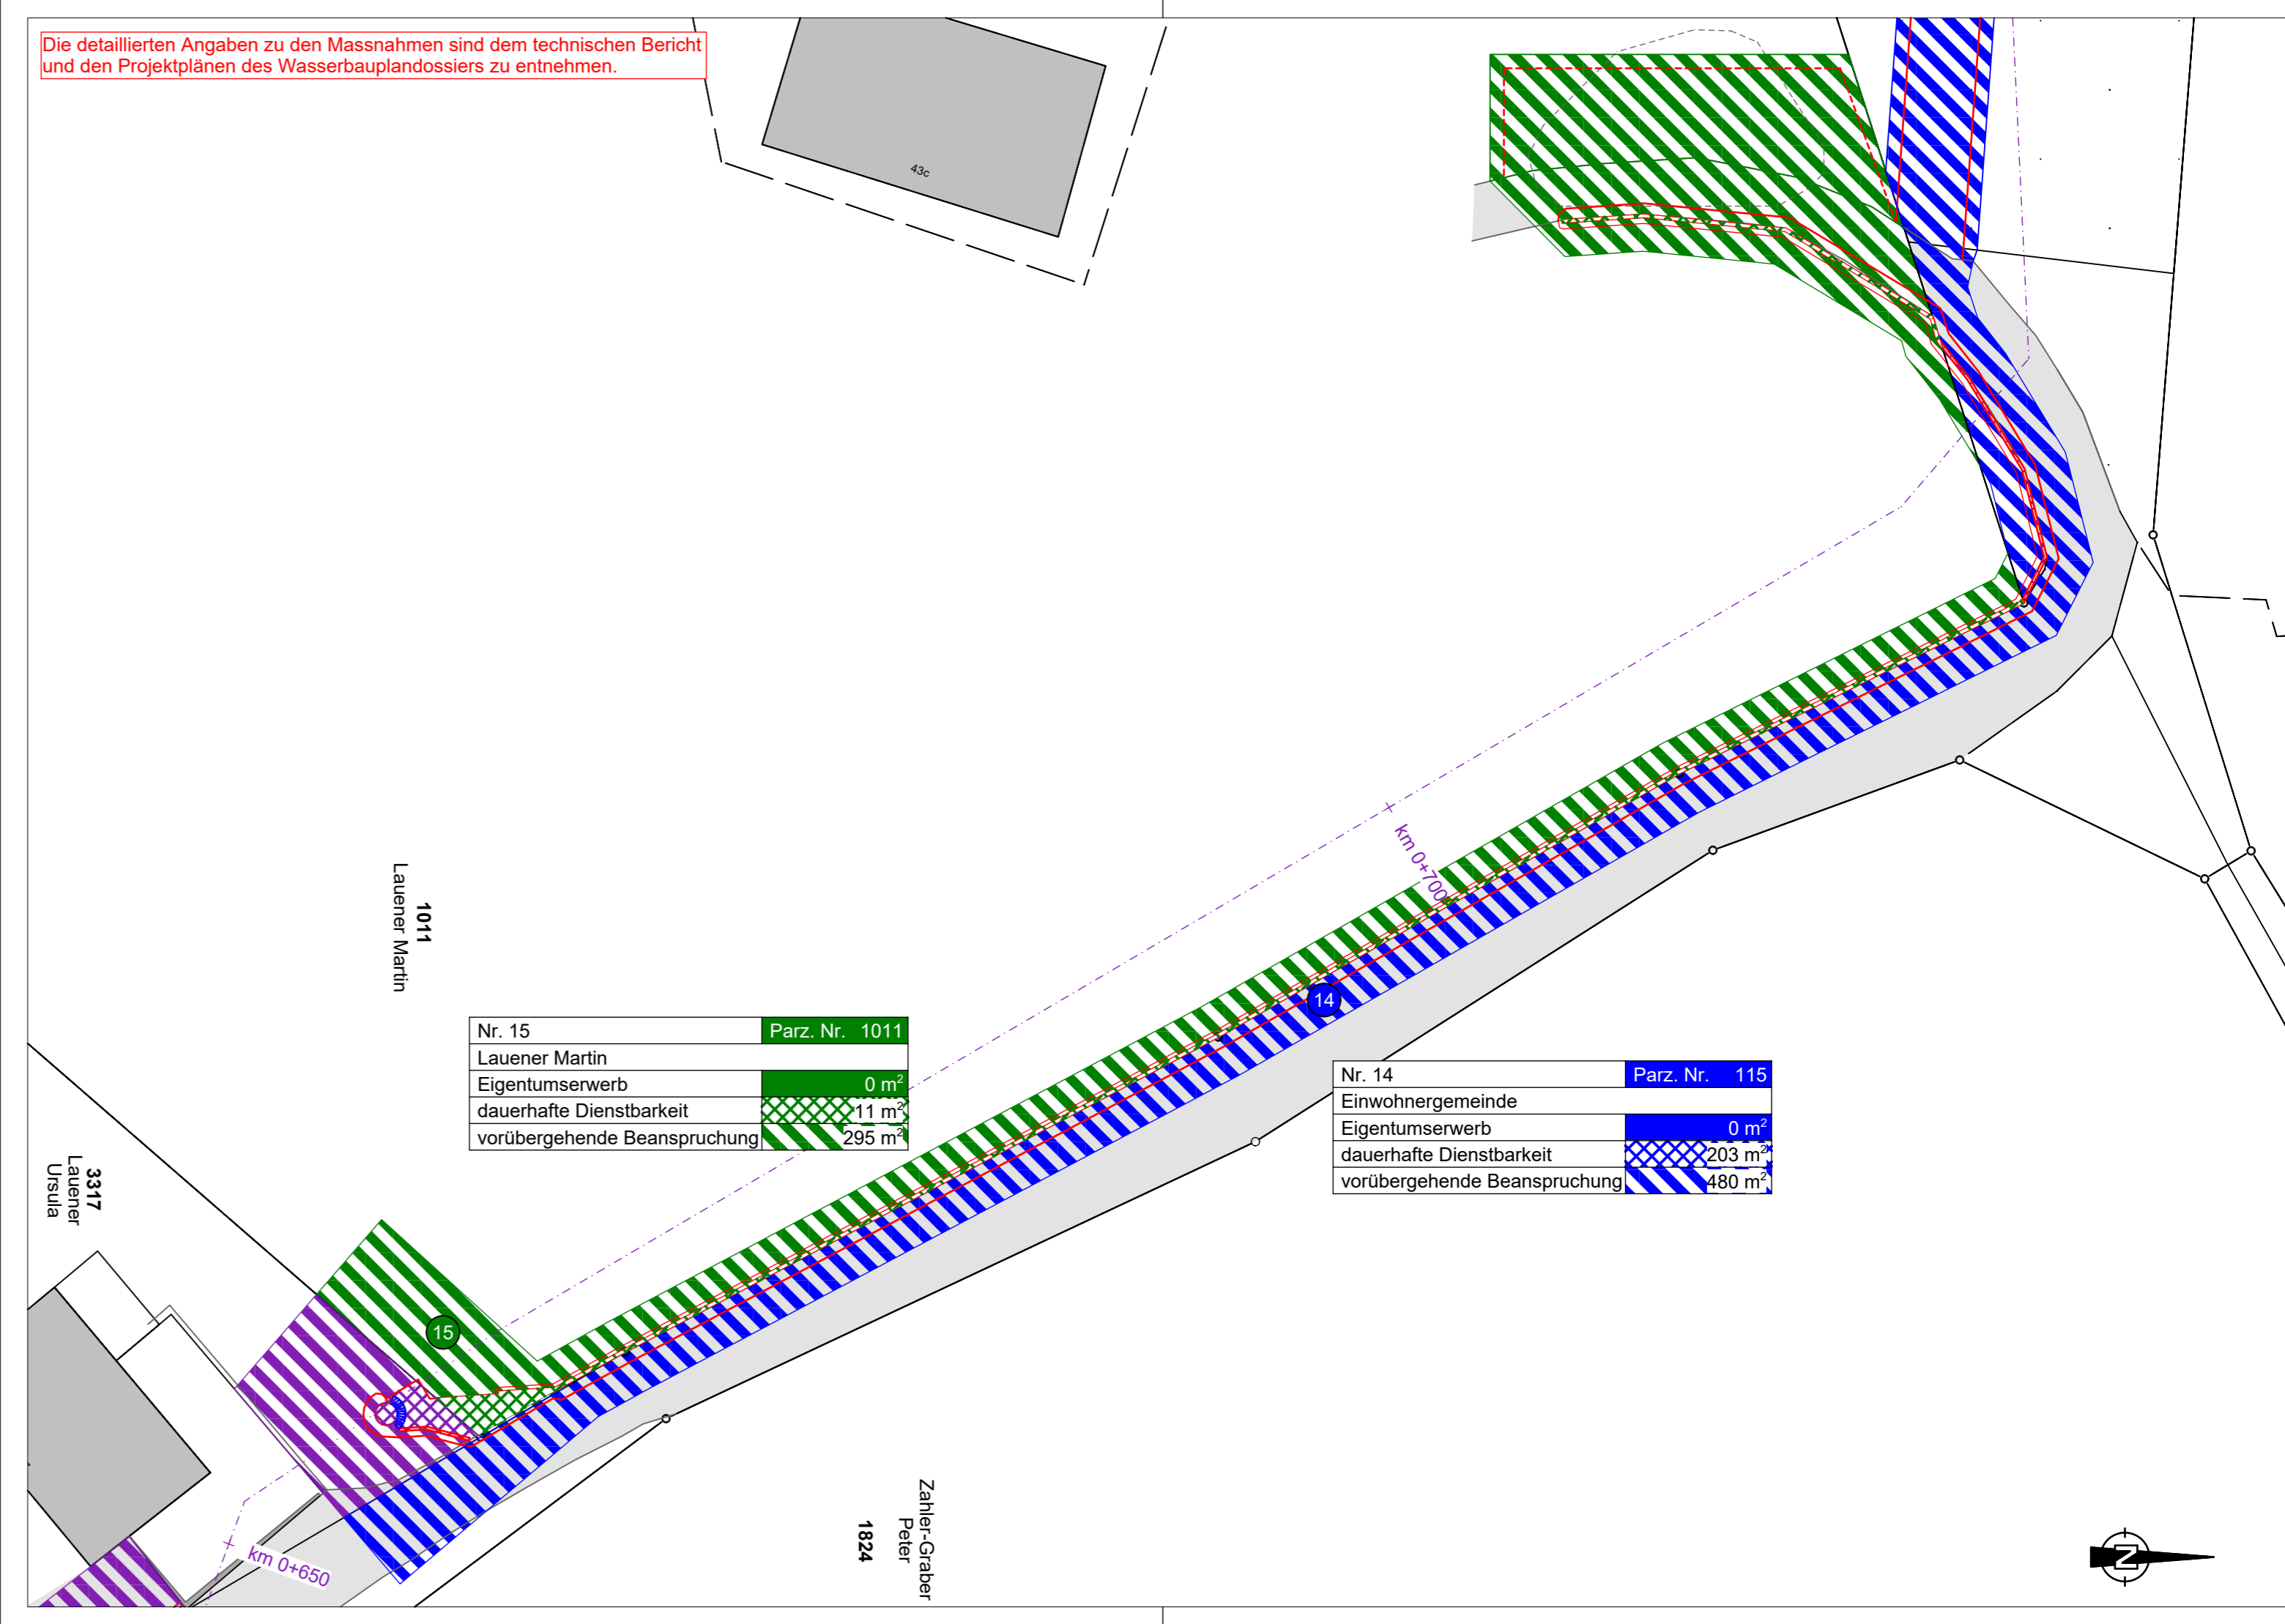 Die detaillierten Angaben zu den Massnahmen sind dem technischen Bericht
und den Projektplänen des Wasserbauplandossiers zu entnehmen.
43c
km 0+700
1011
Lauener Martin
14
Nr. 15 Parz. Nr. 1011
Lauener Martin
Eigentumserwerb 0 m²
dauerhafte Dienstbarkeit 11 m²
vorübergehende Beanspruchung 295 m²
Nr. 14 Parz. Nr. 115
Einwohnergemeinde
Eigentumserwerb 0 m²
dauerhafte Dienstbarkeit 203 m²
vorübergehende Beanspruchung 480 m²
3317
Lauener
Ursula
15
Zahler-Graber
Peter
1824
km 0+650
N